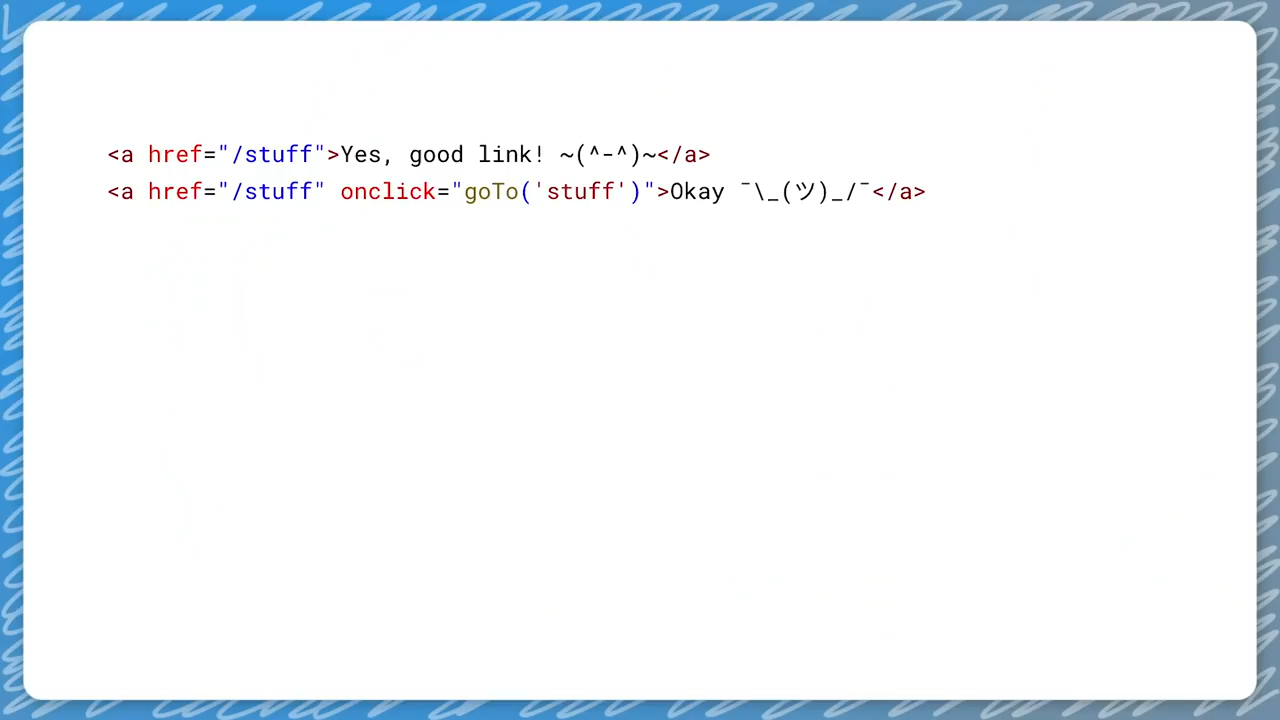 <a href="/stuff">Yes, good link! ~(^-^)~</a>
<a href="/stuff" onclick="goTo('stuff')">Okay ¯\_(ツ)_/¯</a>